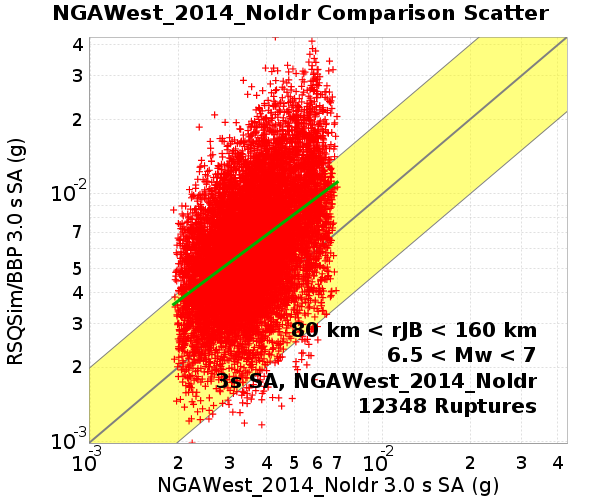 NGAWest_2014_NoIdr Comparison Scatter
RSQSim/BBP 3.0 s SA (g)
4
3
2
10-2
7
5
4
3
2
10-3
80 km < rJB < 160 km
6.5 < Mw < 7
3s SA, NGAWest_2014_NoIdr
12348 Ruptures
10-3 2 3 4 5 6 7 10-2 2 3 4
NGAWest_2014_NoIdr 3.0 s SA (g)